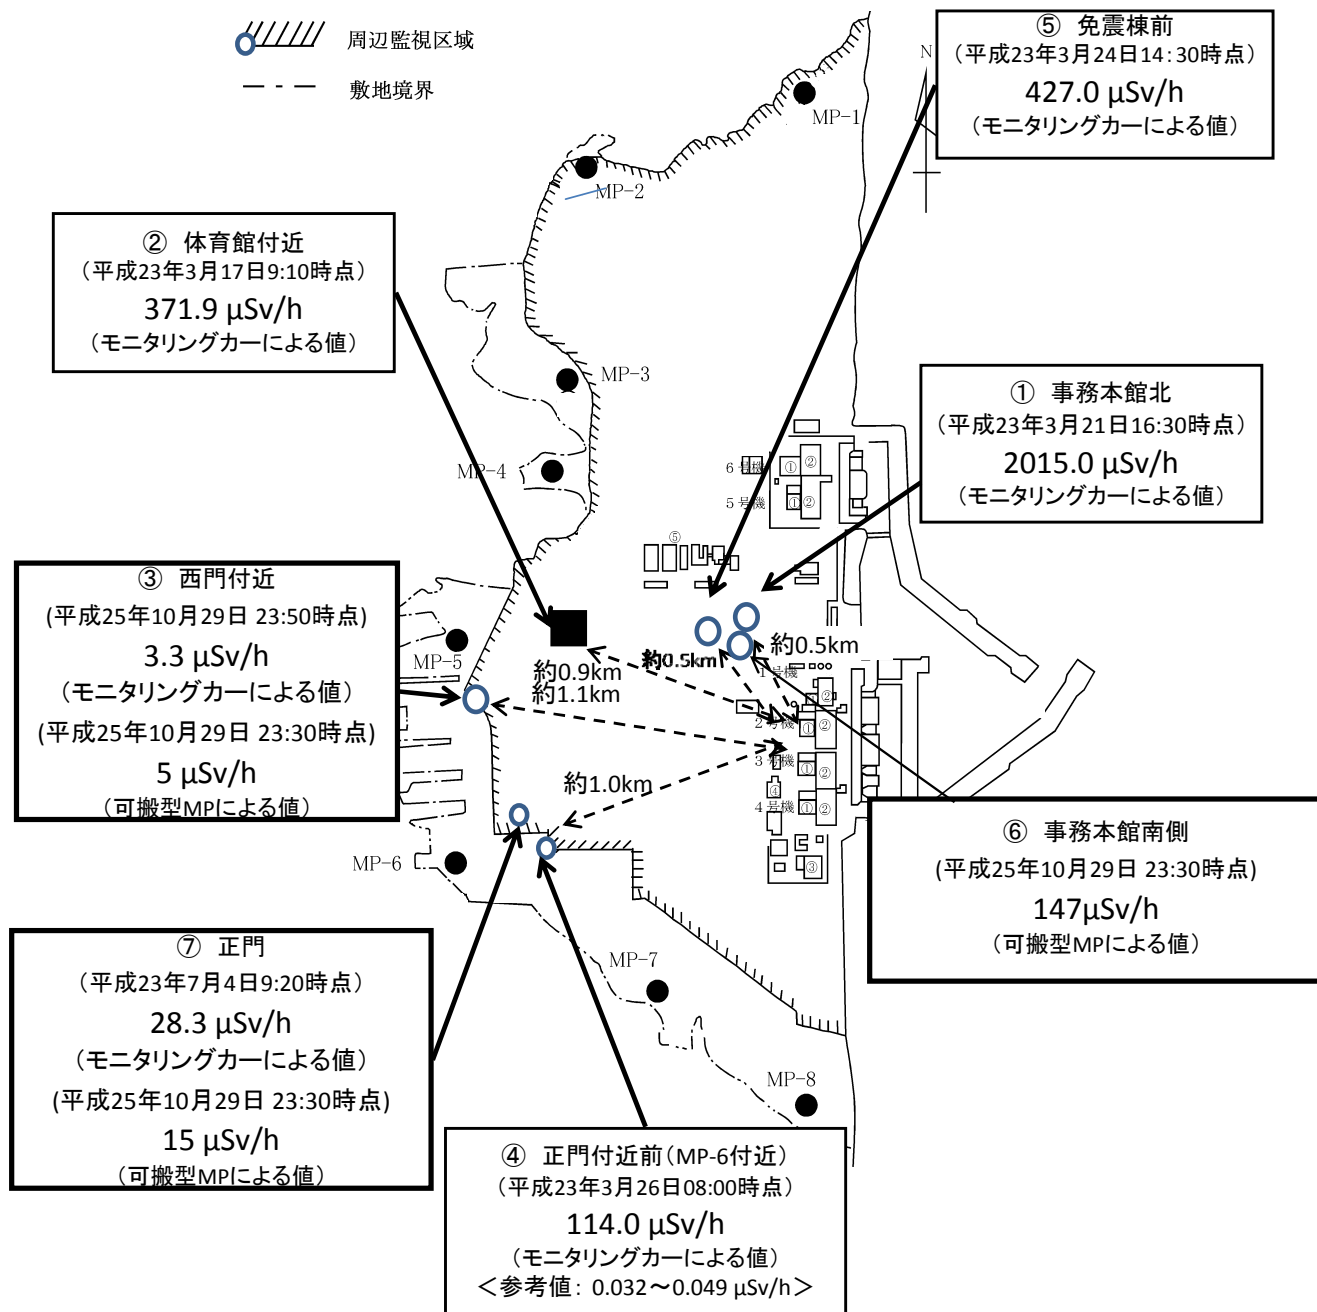 周辺監視区域
敷地境界
⑤ 免震棟前
（平成23年3月24日14:30時点）
427.0 μSv/h
（モニタリングカーによる値）
N
MP-1
MP-2
② 体育館付近
（平成23年3月17日9:10時点）
371.9 μSv/h
（モニタリングカーによる値）
MP-3
① 事務本館北
（平成23年3月21日16:30時点）
2015.0 μSv/h
（モニタリングカーによる値）
MP-4
6号機
①
②
5号機
①
②
⑤
③ 西門付近
(平成25年10月29日 23:50時点)
3.3 μSv/h
（モニタリングカーによる値）
(平成25年10月29日 23:30時点)
5 μSv/h
（可搬型MPによる値）
MP-5
約0.9km
約1.1km
約0.5km
約0.5km
1号機
②
2号機
①
②
3号機
①
②
④
4号機
①
②
③
約1.0km
MP-6
⑥ 事務本館南側
(平成25年10月29日 23:30時点)
147μSv/h
（可搬型MPによる値）
⑦ 正門
（平成23年7月4日9:20時点）
28.3 μSv/h
（モニタリングカーによる値）
(平成25年10月29日 23:30時点)
15 μSv/h
（可搬型MPによる値）
MP-7
MP-8
④ 正門付近前（MP-6付近）
（平成23年3月26日08:00時点）
114.0 μSv/h
（モニタリングカーによる値）
＜参考値：0.032～0.049 μSv/h＞